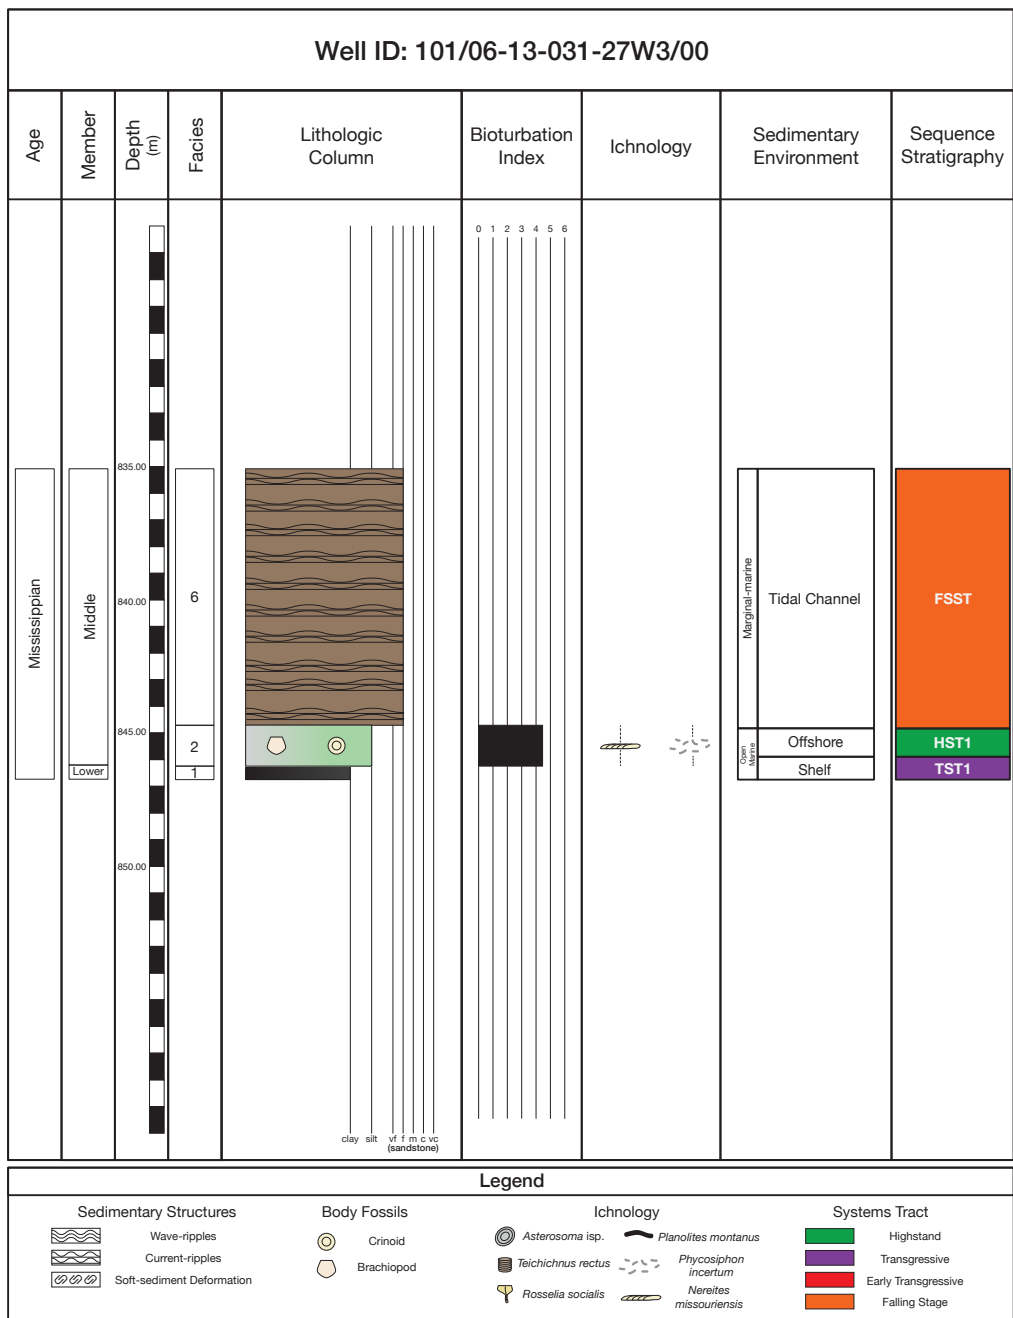 Well ID: 101/06-13-031-27W3/00
Age
Member
Depth
(m)
Facies
Lithologic
Column
Bioturbation
Index
Ichnology
Sedimentary
Environment
Sequence
Stratigraphy
0 1 2 3 4 5 6
835.00
840.00
845.00
850.00
Mississippian
Middle
Lower
6
2
1
Marginal-marine
Tidal Channel
FSST
Open
Marine
Offshore
HST1
Shelf
TST1
clay silt vf f m c vc
(sandstone)
Legend
Sedimentary Structures
Wave-ripples
Current-ripples
Soft-sediment Deformation
Body Fossils
Crinoid
Brachiopod
Ichnology
Asterosoma isp.
Teichichnus rectus
Rosselia socialis
Planolites montanus
Phycosiphon
incertum
Nereites
missouriensis
Systems Tract
Highstand
Transgressive
Early Transgressive
Falling Stage